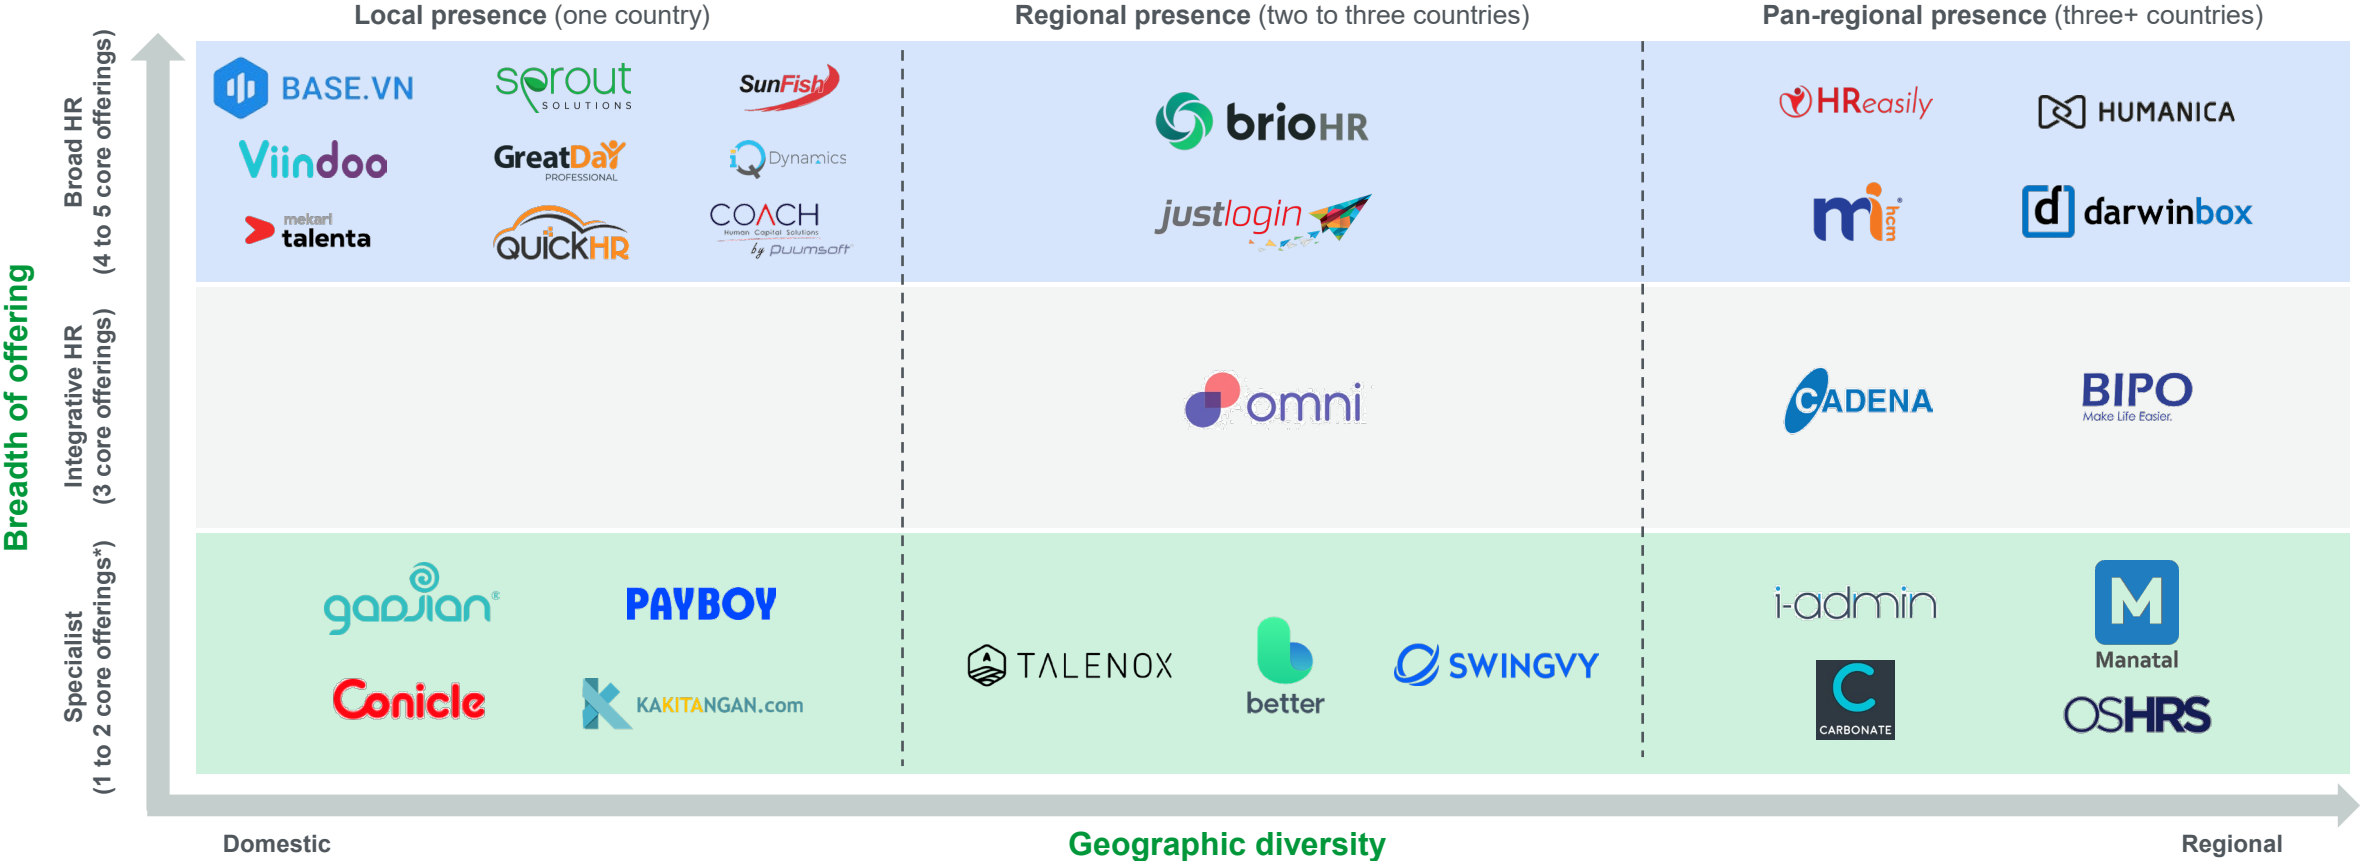 Local presence (one country)
Regional presence (two to three countries)
Pan-regional presence (three+ countries)
Breadth of offering
Broad HR
(4 to 5 core offerings)
BASE.VN
sprout
SOLUTIONS
SunFish
Viindoo
GreatDay
PROFESSIONAL
iQ Dynamics
mekari
talenta
QUICKHR
COACH
Human Capital Solutions
by puumsoft
brioHR
justlogin
HReasily
HUMANICA
mi hcm
d darwinbox
Integrative HR
(3 core offerings)
omni
CADENA
BIPO
Make Life Easier.
Specialist
(1 to 2 core offerings*)
gaojian®
PAYBOY
Conicle
K KAKITANGAN.com
TALENOX
b
better
SWINGVY
i-admin
M
Manatal
C
CARBONATE
OSHRS
Domestic
Geographic diversity
Regional